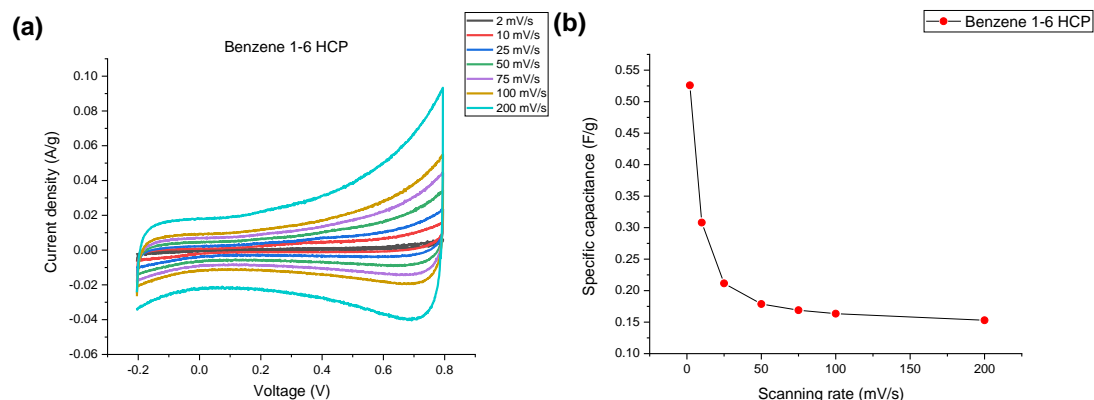 (a)
Benzene 1-6 HCP
2 mV/s
10 mV/s
25 mV/s
50 mV/s
75 mV/s
100 mV/s
200 mV/s
Current density (A/g)
0.10
0.08
0.06
0.04
0.02
0.00
-0.02
-0.04
-0.06
-0.2 0.0 0.2 0.4 0.6 0.8
Voltage (V)
(b)
Benzene 1-6 HCP
Specific capacitance (F/g)
0.55
0.50
0.45
0.40
0.35
0.30
0.25
0.20
0.15
0.10
0 50 100 150 200
Scanning rate (mV/s)